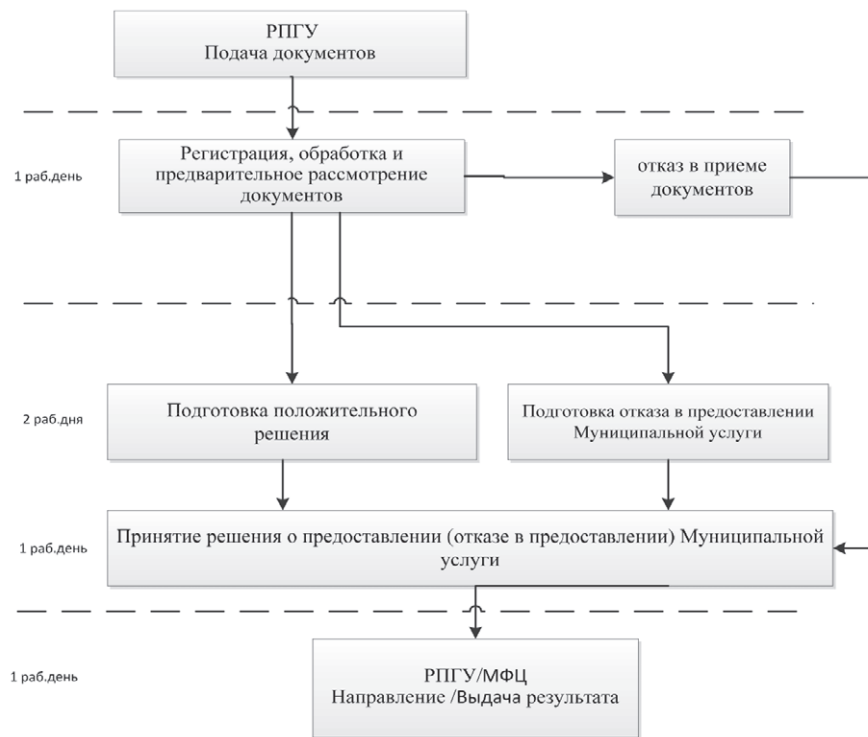 РПГУ
Подача документов
1 раб.день
Регистрация, обработка и
предварительное рассмотрение
документов
отказ в приеме
документов
2 раб.дня
Подготовка положительного
решения
Подготовка отказа в предоставлении
Муниципальной услуги
1 раб.день
Принятие решения о предоставлении (отказе в предоставлении) Муниципальной
услуги
1 раб.день
РПГУ/МФЦ
Направление /Выдача результата